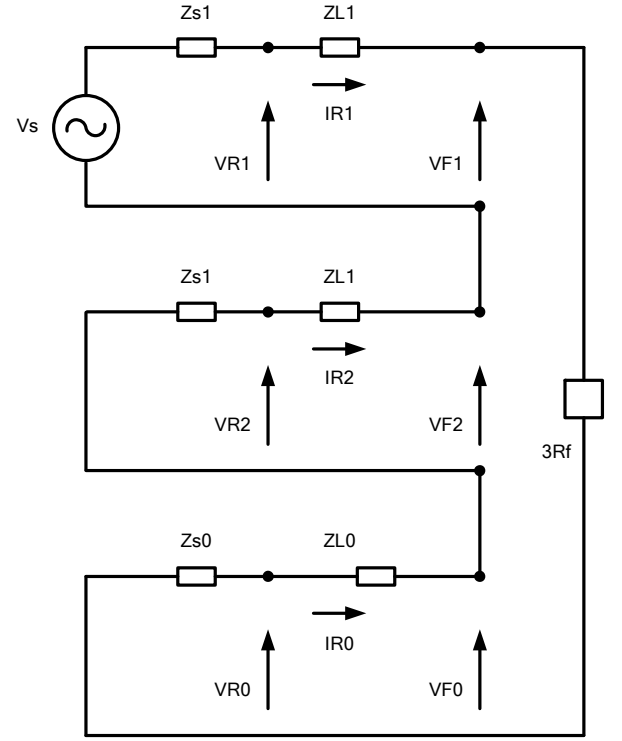 Zs1 ZL1
IR1
Vs
VR1 VF1
Zs1 ZL1
IR2
VR2 VF2
3Rf
Zs0 ZL0
IR0
VR0 VF0